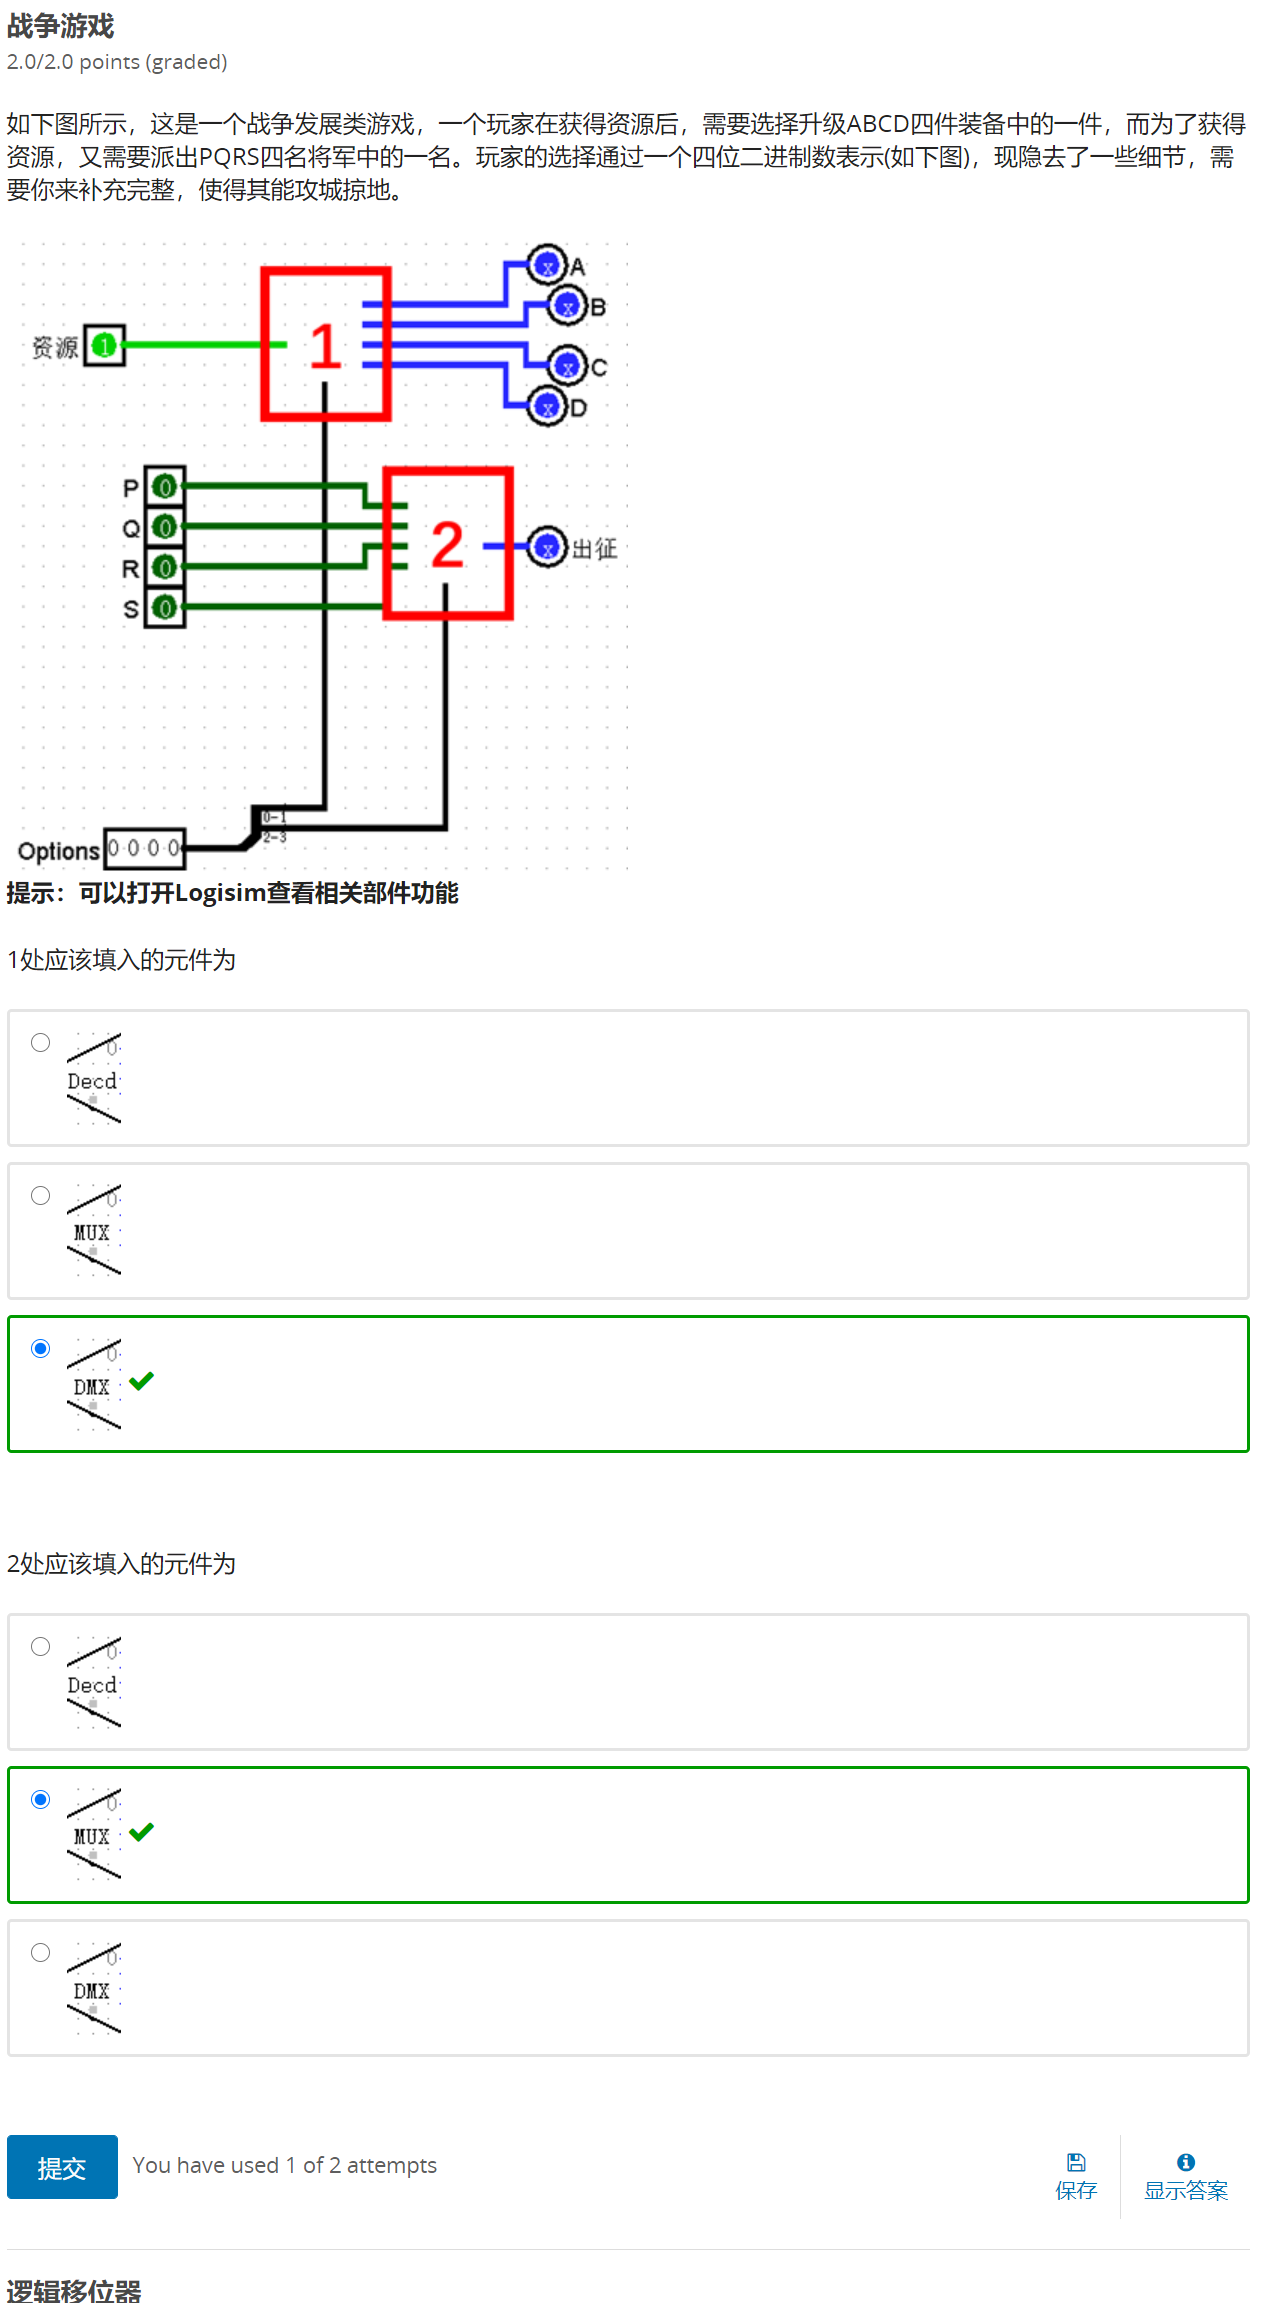 战争游戏
2.0/2.0 points (graded)
如下图所示，这是一个战争发展类游戏，一个玩家在获得资源后，需要选择升级ABCD四件装备中的一件，而为了获得
资源，又需要派出PQRS四名将军中的一名。玩家的选择通过一个四位二进制数表示(如下图)，现隐去了一些细节，需
要你来补充完整，使得其能攻城掠地。
x A
x B
资源 1
1
x C
x D
P 0
Q 0
2
x 出征
R 0
S 0
0-1
2-3
Options 0 0 0 0
提示：可以打开Logisim查看相关部件功能
1处应该填入的元件为
0
Decd
0
MUX
0
DMX
2处应该填入的元件为
0
Decd
0
MUX
0
DMX
提交 You have used 1 of 2 attempts
保存 显示答案
逻辑移位器